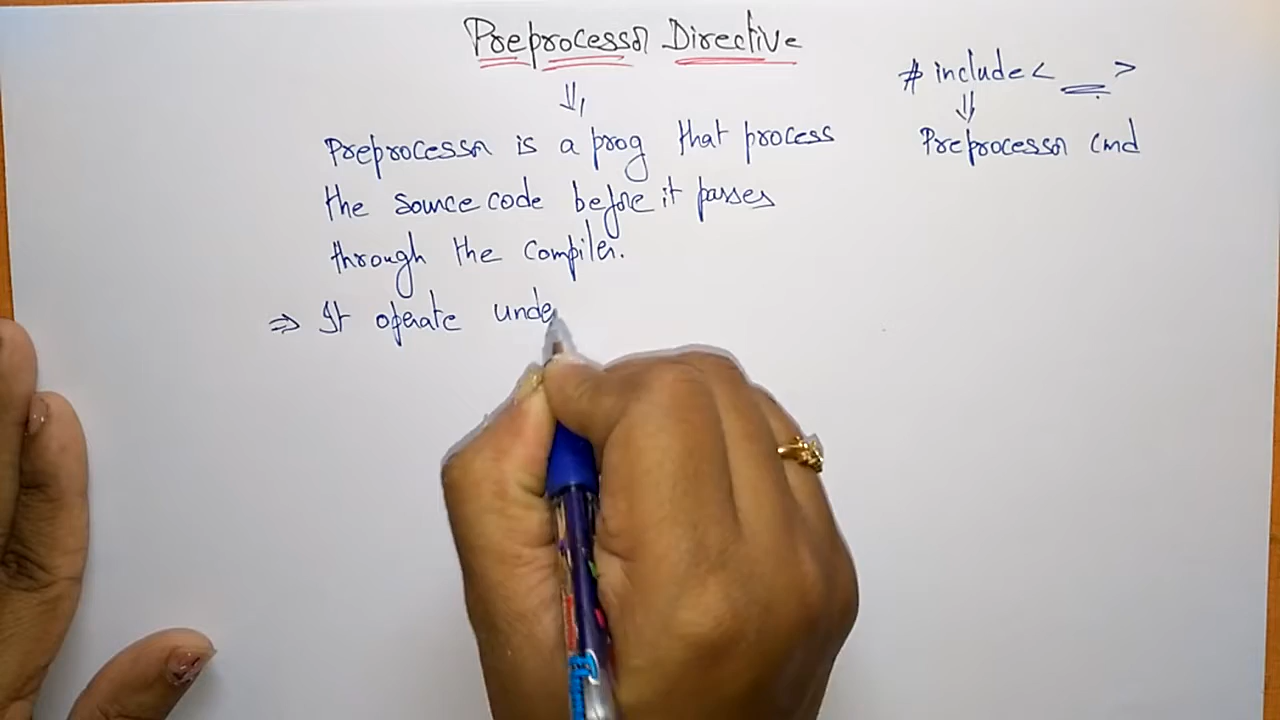 Preprocessor Directive
# include< __ >
⇓
Preprocessor cmd
⇓
Preprocessor is a prog that process
the source code before it passes
through the compiler.
⇒ It operate unde